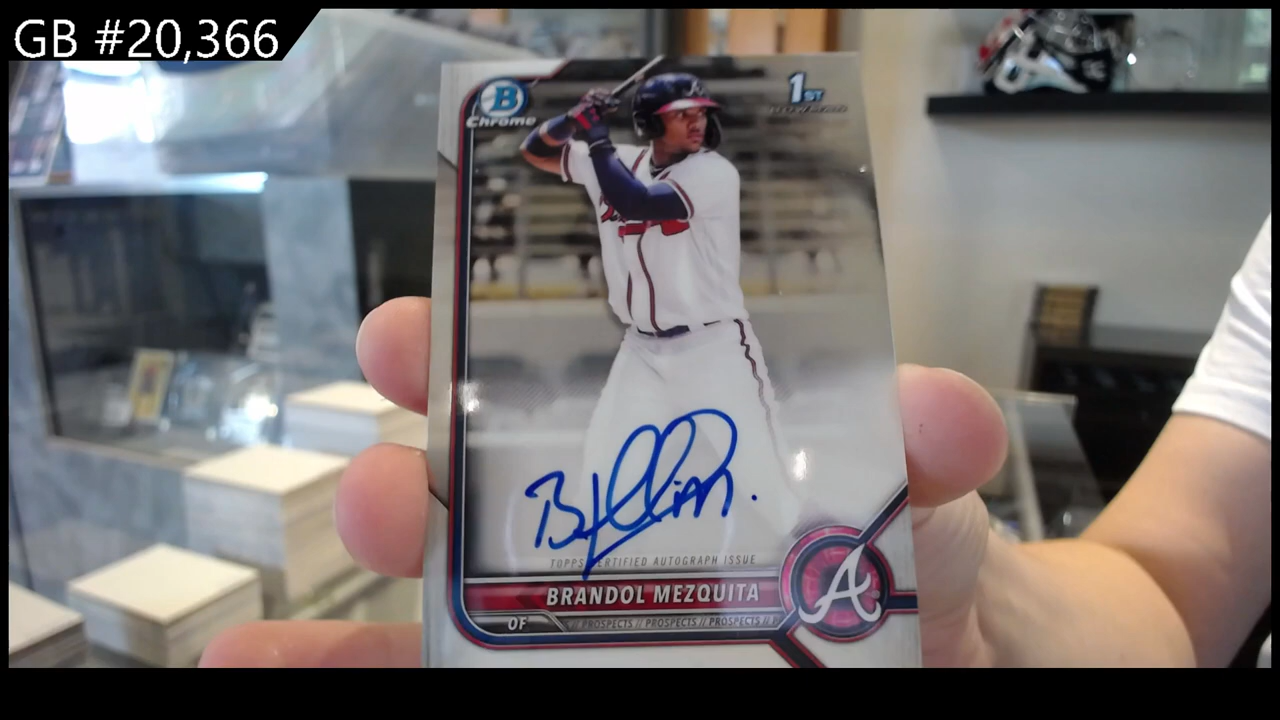 GB #20,366
B
Chrome
1ST
A
TOPPS CERTIFIED AUTOGRAPH ISSUE
BRANDOL MEZQUITA
A
OF
// PROSPECTS // PROSPECTS // PROSPECTS //